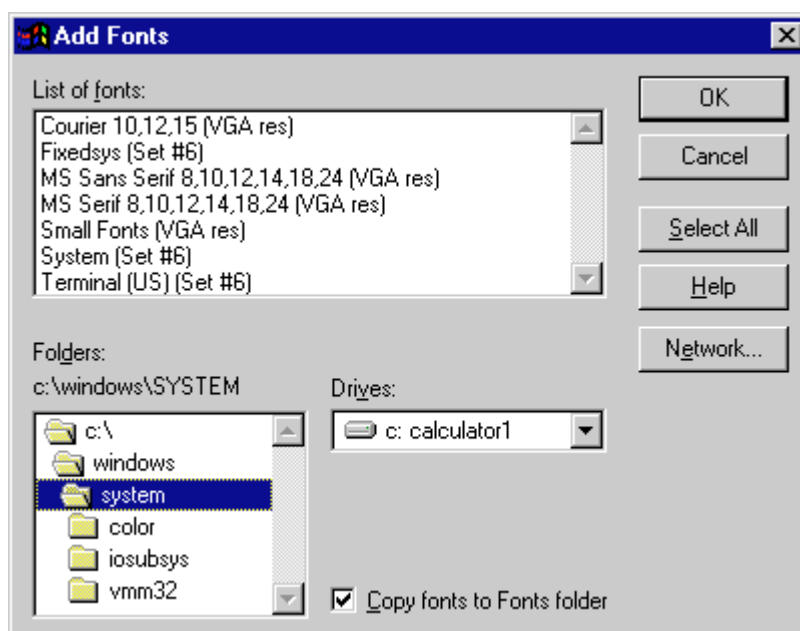 Add Fonts
List of fonts:
Courier 10,12,15 (VGA res)
Fixedsys (Set #6)
MS Sans Serif 8,10,12,14,18,24 (VGA res)
MS Serif 8,10,12,14,18,24 (VGA res)
Small Fonts (VGA res)
System (Set #6)
Terminal (US) (Set #6)
OK
Cancel
Select All
Help
Network...
Folders:
c:\windows\SYSTEM
c:\
windows
system
color
iosubsys
vmm32
Drives:
c: calculator1
Copy fonts to Fonts folder